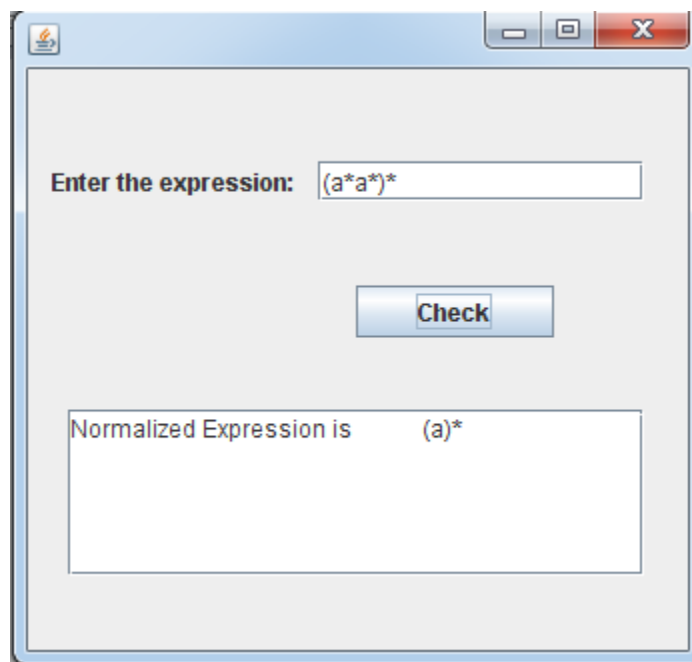 Enter the expression: (a*a*)*
Check
Normalized Expression is (a)*